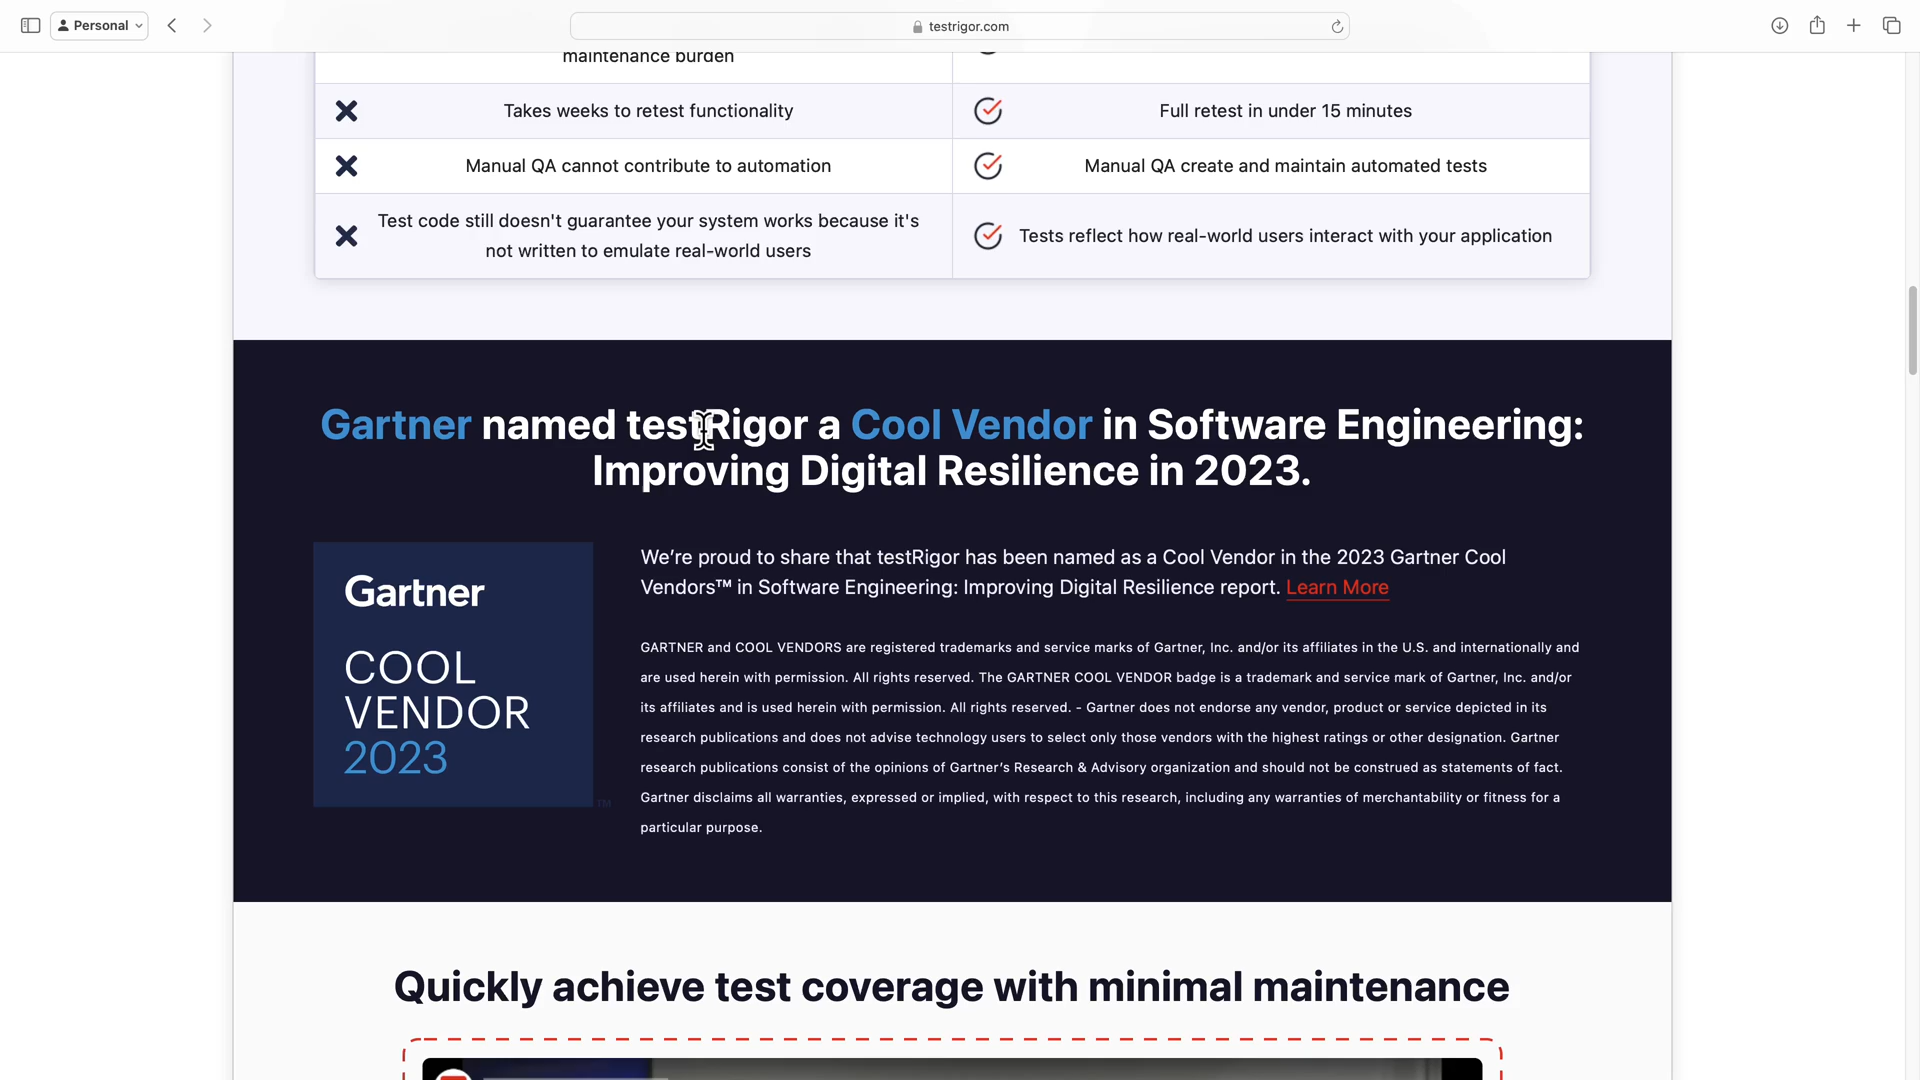 Personal
testrigor.com
maintenance burden
Takes weeks to retest functionality
Full retest in under 15 minutes
Manual QA cannot contribute to automation
Manual QA create and maintain automated tests
Test code still doesn't guarantee your system works because it's
not written to emulate real-world users
Tests reflect how real-world users interact with your application
Gartner named testRigor a Cool Vendor in Software Engineering:
Improving Digital Resilience in 2023.
Gartner
COOL
VENDOR
2023
TM
We’re proud to share that testRigor has been named as a Cool Vendor in the 2023 Gartner Cool
Vendors™ in Software Engineering: Improving Digital Resilience report. Learn More
GARTNER and COOL VENDORS are registered trademarks and service marks of Gartner, Inc. and/or its affiliates in the U.S. and internationally and
are used herein with permission. All rights reserved. The GARTNER COOL VENDOR badge is a trademark and service mark of Gartner, Inc. and/or
its affiliates and is used herein with permission. All rights reserved. - Gartner does not endorse any vendor, product or service depicted in its
research publications and does not advise technology users to select only those vendors with the highest ratings or other designation. Gartner
research publications consist of the opinions of Gartner’s Research & Advisory organization and should not be construed as statements of fact.
Gartner disclaims all warranties, expressed or implied, with respect to this research, including any warranties of merchantability or fitness for a
particular purpose.
Quickly achieve test coverage with minimal maintenance